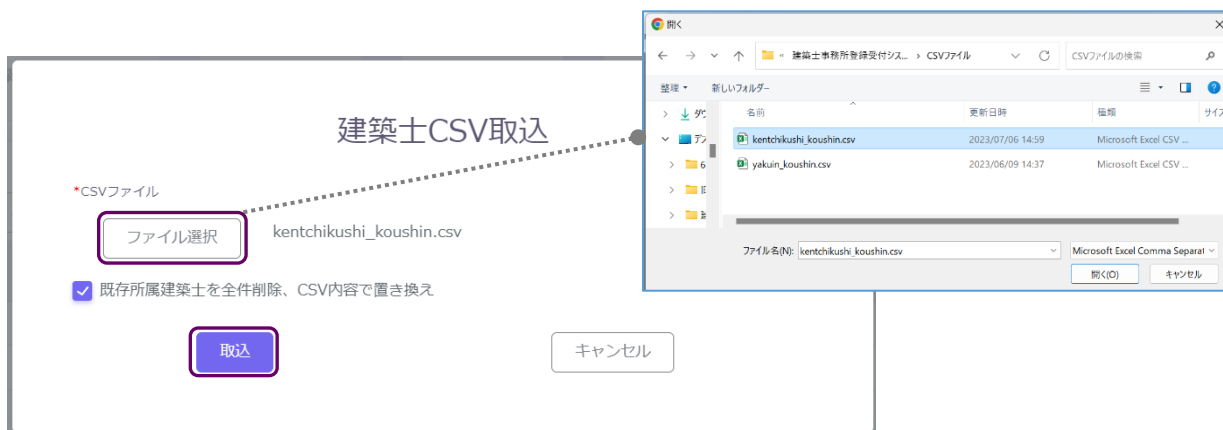 建築士CSV取込
*CSVファイル
ファイル選択
kentchikushi_koushin.csv
既存所属建築士を全件削除、CSV内容で置き換え
取込
キャンセル
開く
« 建築士事務所登録受付シス... › CSVファイル
CSVファイルの検索
整理
新しいフォルダー
名前
更新日時
種類
サイズ
kentchikushi_koushin.csv
2023/07/06 14:59
Microsoft Excel CSV ...
yakuin_koushin.csv
2023/06/09 14:37
Microsoft Excel CSV ...
6
ファイル名(N):
kentchikushi_koushin.csv
Microsoft Excel Comma Separat
開く(O)
キャンセル